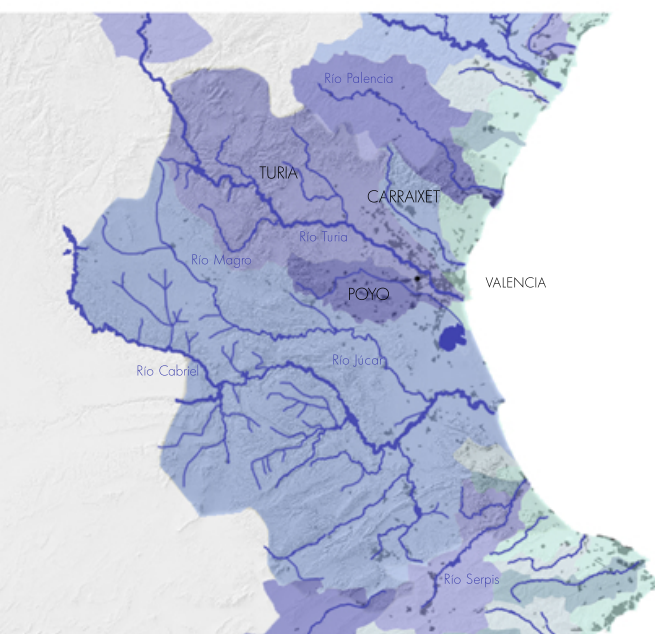 Río Palencia
TURIA
CARRAIXET
Río Turia
Río Magro
POYO
VALENCIA
Río Júcar
Río Cabriel
Río Serpis